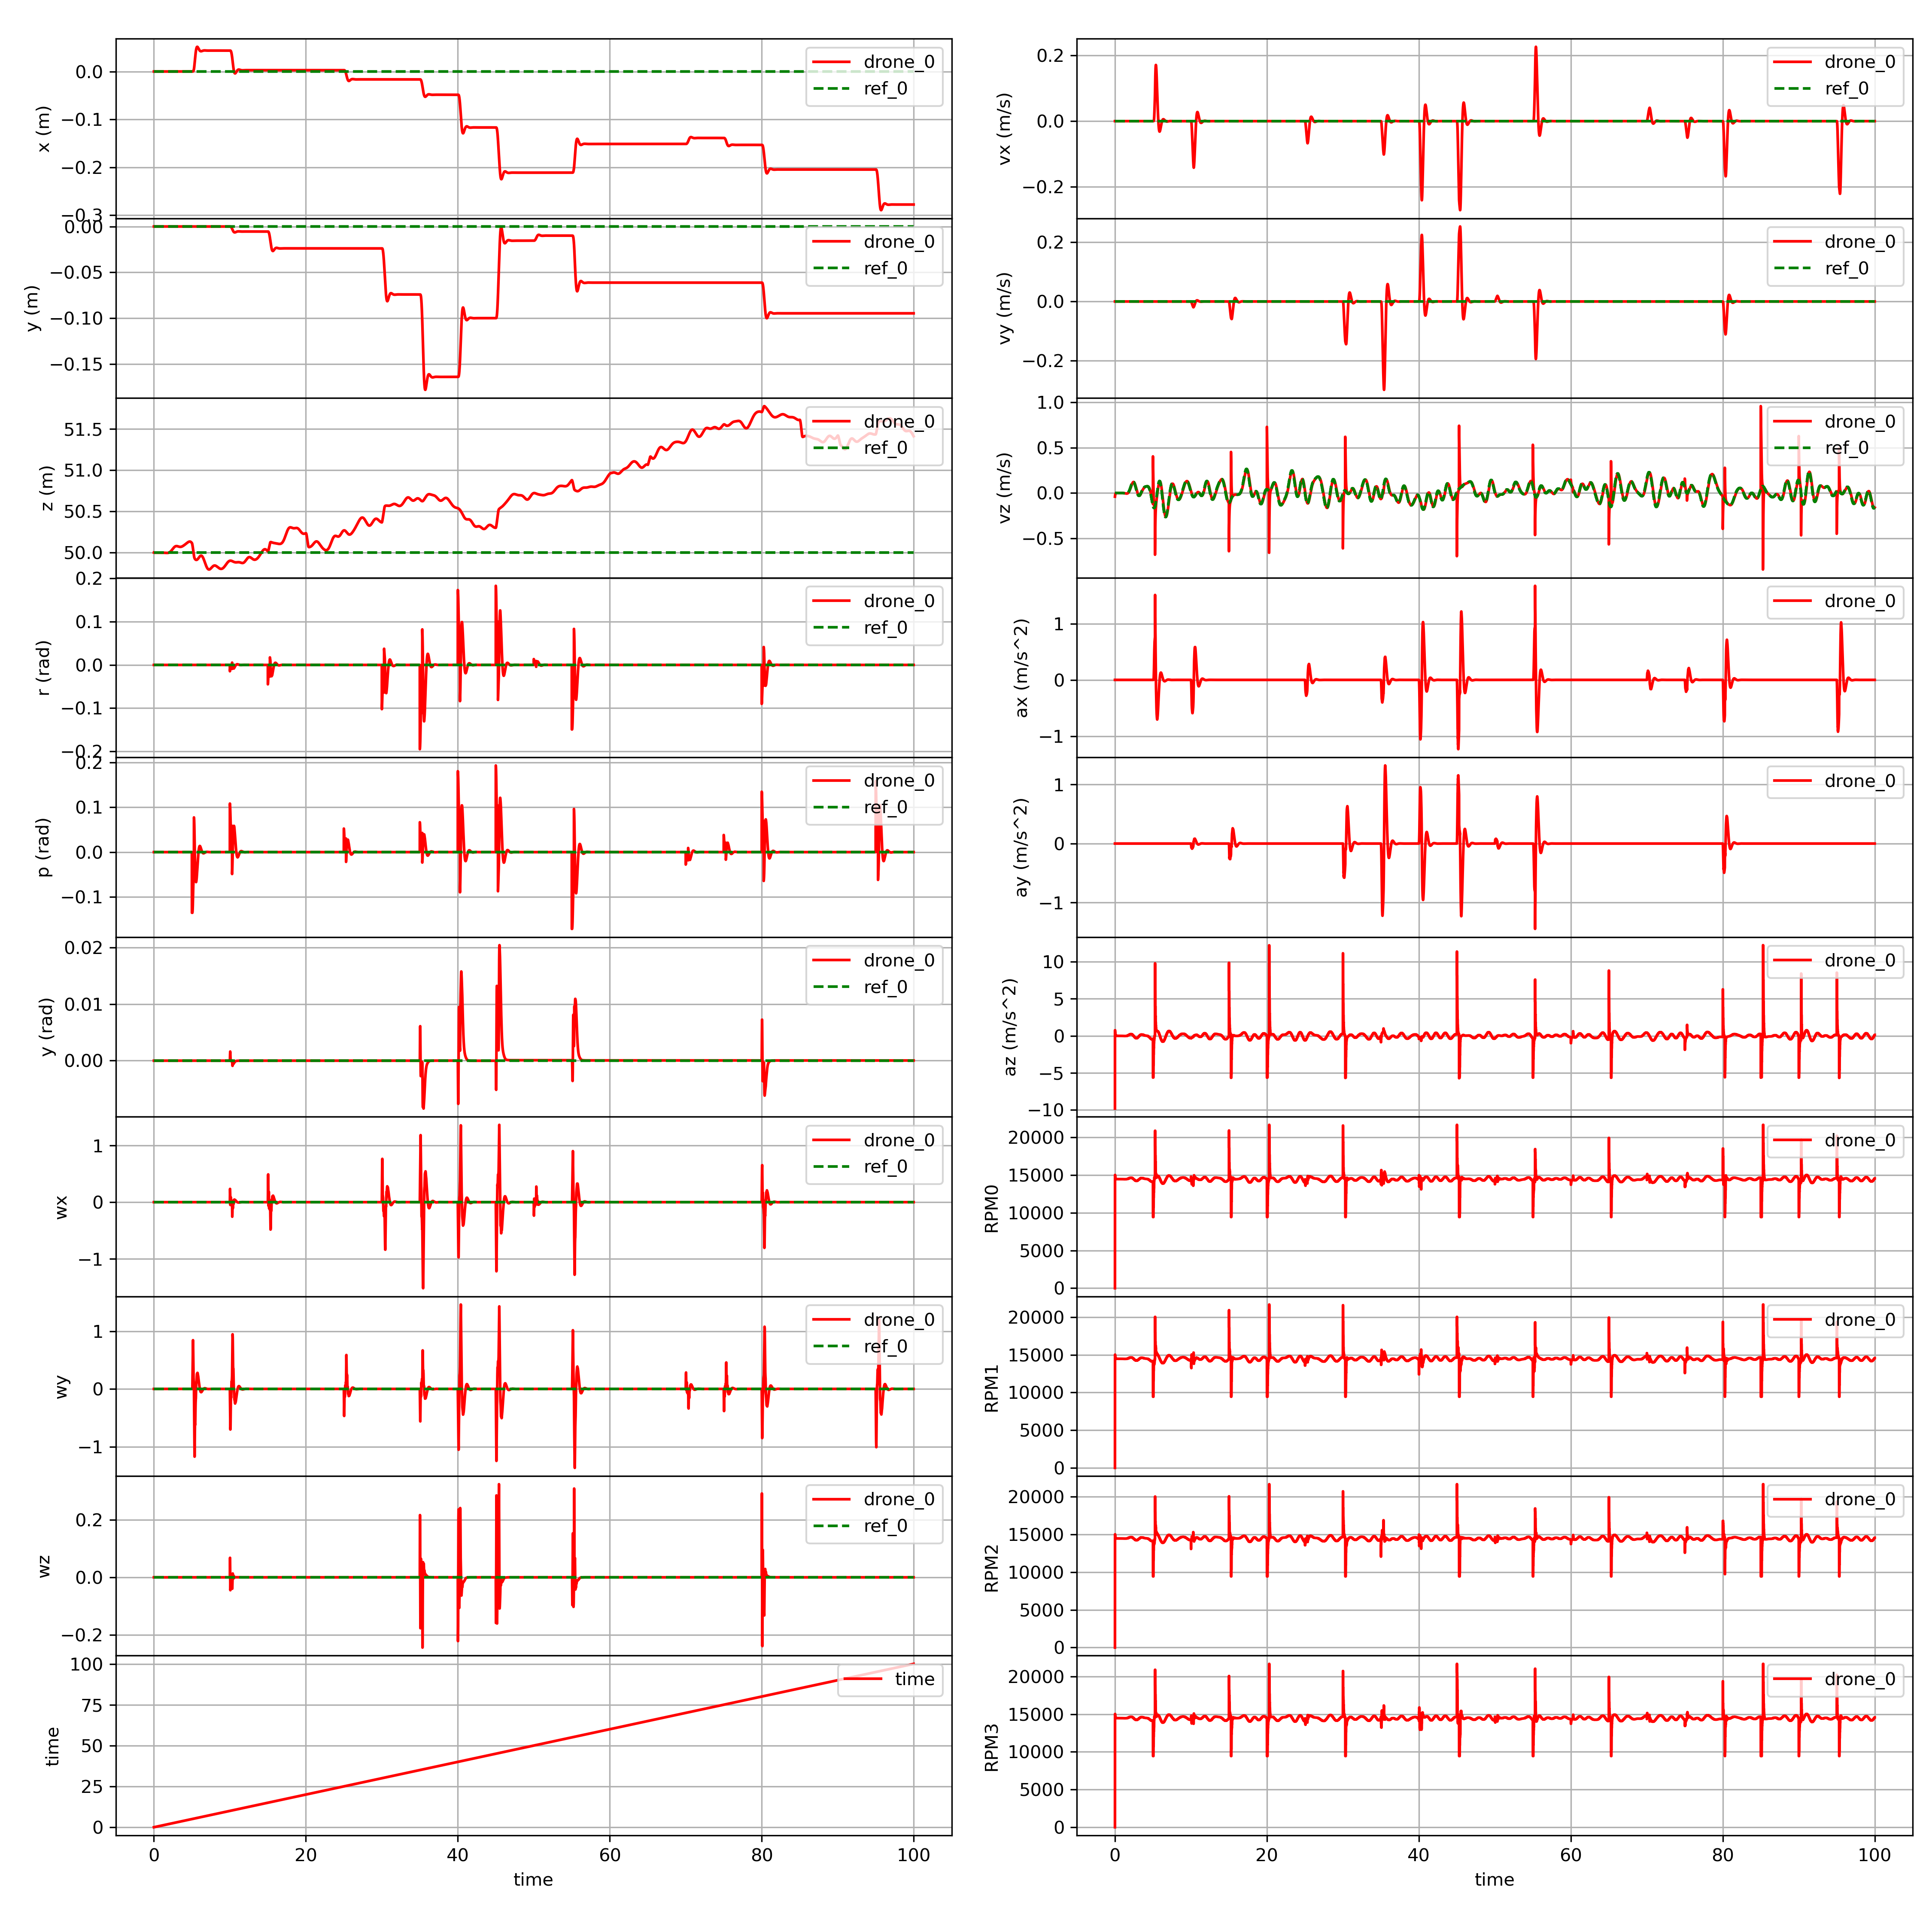 x (m)
0.0
−0.1
−0.2
−0.3
drone_0
ref_0
y (m)
0.00
−0.05
−0.10
−0.15
drone_0
ref_0
z (m)
51.5
51.0
50.5
50.0
drone_0
ref_0
r (rad)
0.2
0.1
0.0
−0.1
−0.2
drone_0
ref_0
p (rad)
0.2
0.1
0.0
−0.1
drone_0
ref_0
y (rad)
0.02
0.01
0.00
drone_0
ref_0
wx
1
0
−1
drone_0
ref_0
wy
1
0
−1
drone_0
ref_0
wz
0.2
0.0
−0.2
drone_0
ref_0
time
100
75
50
25
0
time
0 20 40 60 80 100
time
vx (m/s)
0.2
0.0
−0.2
drone_0
ref_0
vy (m/s)
0.2
0.0
−0.2
drone_0
ref_0
vz (m/s)
1.0
0.5
0.0
−0.5
drone_0
ref_0
ax (m/s^2)
1
0
−1
drone_0
ay (m/s^2)
1
0
−1
drone_0
az (m/s^2)
10
5
0
−5
−10
drone_0
RPM0
20000
15000
10000
5000
0
drone_0
RPM1
20000
15000
10000
5000
0
drone_0
RPM2
20000
15000
10000
5000
0
drone_0
RPM3
20000
15000
10000
5000
0
drone_0
0 20 40 60 80 100
time